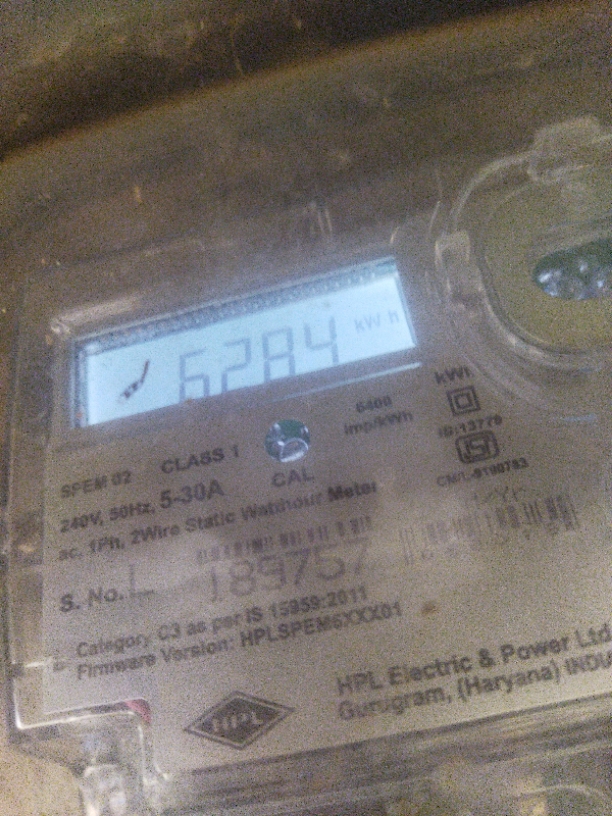 6284 kWh
6400
imp/kWh
kWh
SPEM 02 CLASS 1
CAL
240V, 50Hz, 5-30A
ac, 1Ph, 2Wire Static Watthour Meter
S. No. 189757
Category C3 as per IS 15959:2011
Firmware Version: HPLSPEM6XXX01
HPL
HPL Electric & Power Ltd
Gurugram, (Haryana) INDI